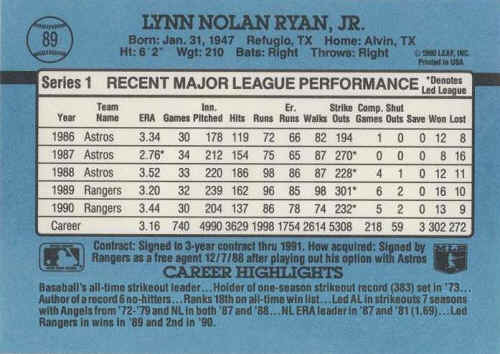 89
LYNN NOLAN RYAN, JR.
Born: Jan. 31, 1947 Refugio, TX Home: Alvin, TX
Ht: 6'2" Wgt: 210 Bats: Right Throws: Right
© 1990 LEAF, INC.
Printed in USA
Series 1 RECENT MAJOR LEAGUE PERFORMANCE *Denotes Led League
Year Team Name ERA Games Inn. Pitched Hits Runs Er. Runs Walks Strike Outs Comp. Games Shut Outs Save Won Lost
1986 Astros 3.34 30 178 119 72 66 82 194 1 0 0 12 8
1987 Astros 2.76* 34 212 154 75 65 87 270* 0 0 0 8 16
1988 Astros 3.52 33 220 186 98 86 87 228* 4 1 0 12 11
1989 Rangers 3.20 32 239 162 96 85 98 301* 6 2 0 16 10
1990 Rangers 3.44 30 204 137 86 78 74 232* 5 2 0 13 9
Career 3.16 740 4990 3629 1998 1754 2614 5308 218 59 3 302 272
Contract: Signed to 3-year contract thru 1991. How acquired: Signed by
Rangers as a free agent 12/7/88 after playing out his option with Astros
CAREER HIGHLIGHTS
Baseball's all-time strikeout leader...Holder of one-season strikeout record (383) set in '73...
Author of a record 6 no-hitters...Ranks 18th on all-time win list...Led AL in strikeouts 7 seasons
with Angels from '72-'79 and NL in both '87 and '88...NL ERA leader in '87 and '81 (1.69)...Led
Rangers in wins in '89 and 2nd in '90.